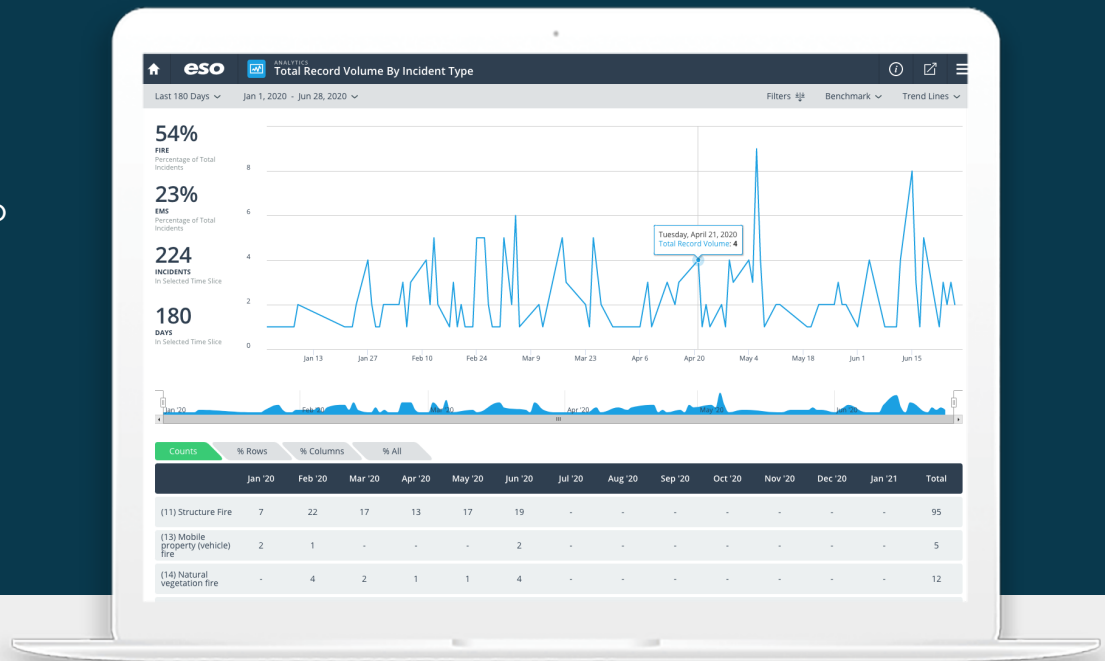 eso
ANALYTICS
Total Record Volume By Incident Type
Last 180 Days
Jan 1, 2020 - Jun 28, 2020
Filters
Benchmark
Trend Lines
54%
FIRE
Percentage of Total
Incidents
23%
EMS
Percentage of Total
Incidents
224
INCIDENTS
In Selected Time Slice
180
DAYS
In Selected Time Slice
8
6
4
2
0
Tuesday, April 21, 2020
Total Record Volume: 4
Jan 13 Jan 27 Feb 10 Feb 24 Mar 9 Mar 23 Apr 6 Apr 20 May 4 May 18 Jun 1 Jun 15
Jan '20 Feb '20 Mar '20 Apr '20 May '20 Jun '20
Counts % Rows % Columns % All
Jan '20 Feb '20 Mar '20 Apr '20 May '20 Jun '20 Jul '20 Aug '20 Sep '20 Oct '20 Nov '20 Dec '20 Jan '21 Total
(11) Structure Fire 7 22 17 13 17 19 - - - - - - - 95
(13) Mobile
property (vehicle)
fire
2 1 - - - 2 - - - - - - - 5
(14) Natural
vegetation fire
- 4 2 1 1 4 - - - - - - - 12